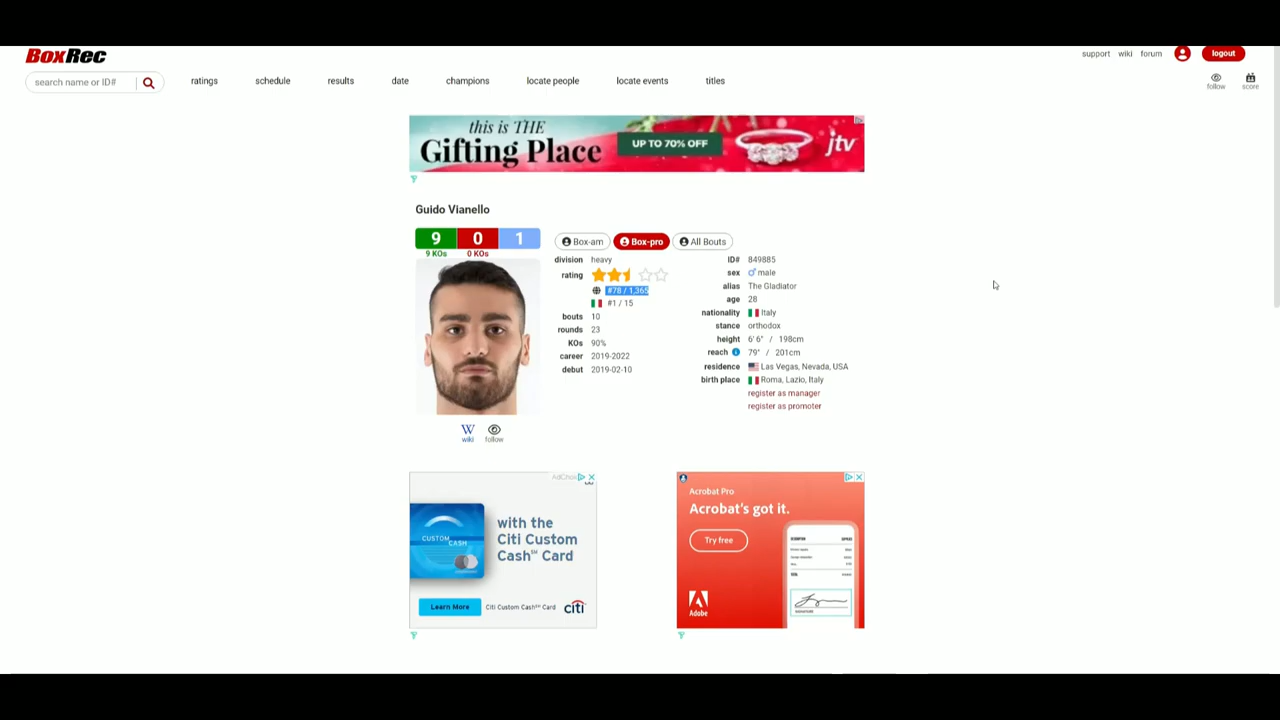 BoxRec
support wiki forum logout
search name or ID#
ratings schedule results date champions locate people locate events titles
follow score
this is THE
Gifting Place
UP TO 70% OFF
jtv
Guido Vianello
9 0 1
9 KOs 0 KOs
Box-am Box-pro All Bouts
division heavy
rating
#78 / 1,365
#1 / 15
bouts 10
rounds 23
KOs 90%
career 2019-2022
debut 2019-02-10
ID# 849885
sex male
alias The Gladiator
age 28
nationality Italy
stance orthodox
height 6' 6" / 198cm
reach 79" / 201cm
residence Las Vegas, Nevada, USA
birth place Roma, Lazio, Italy
register as manager
register as promoter
W
wiki follow
CUSTOM CASH
with the
Citi Custom
Cash℠ Card
Learn More
Citi Custom Cash℠ Card
citi
Acrobat Pro
Acrobat's got it.
Try free
Adobe